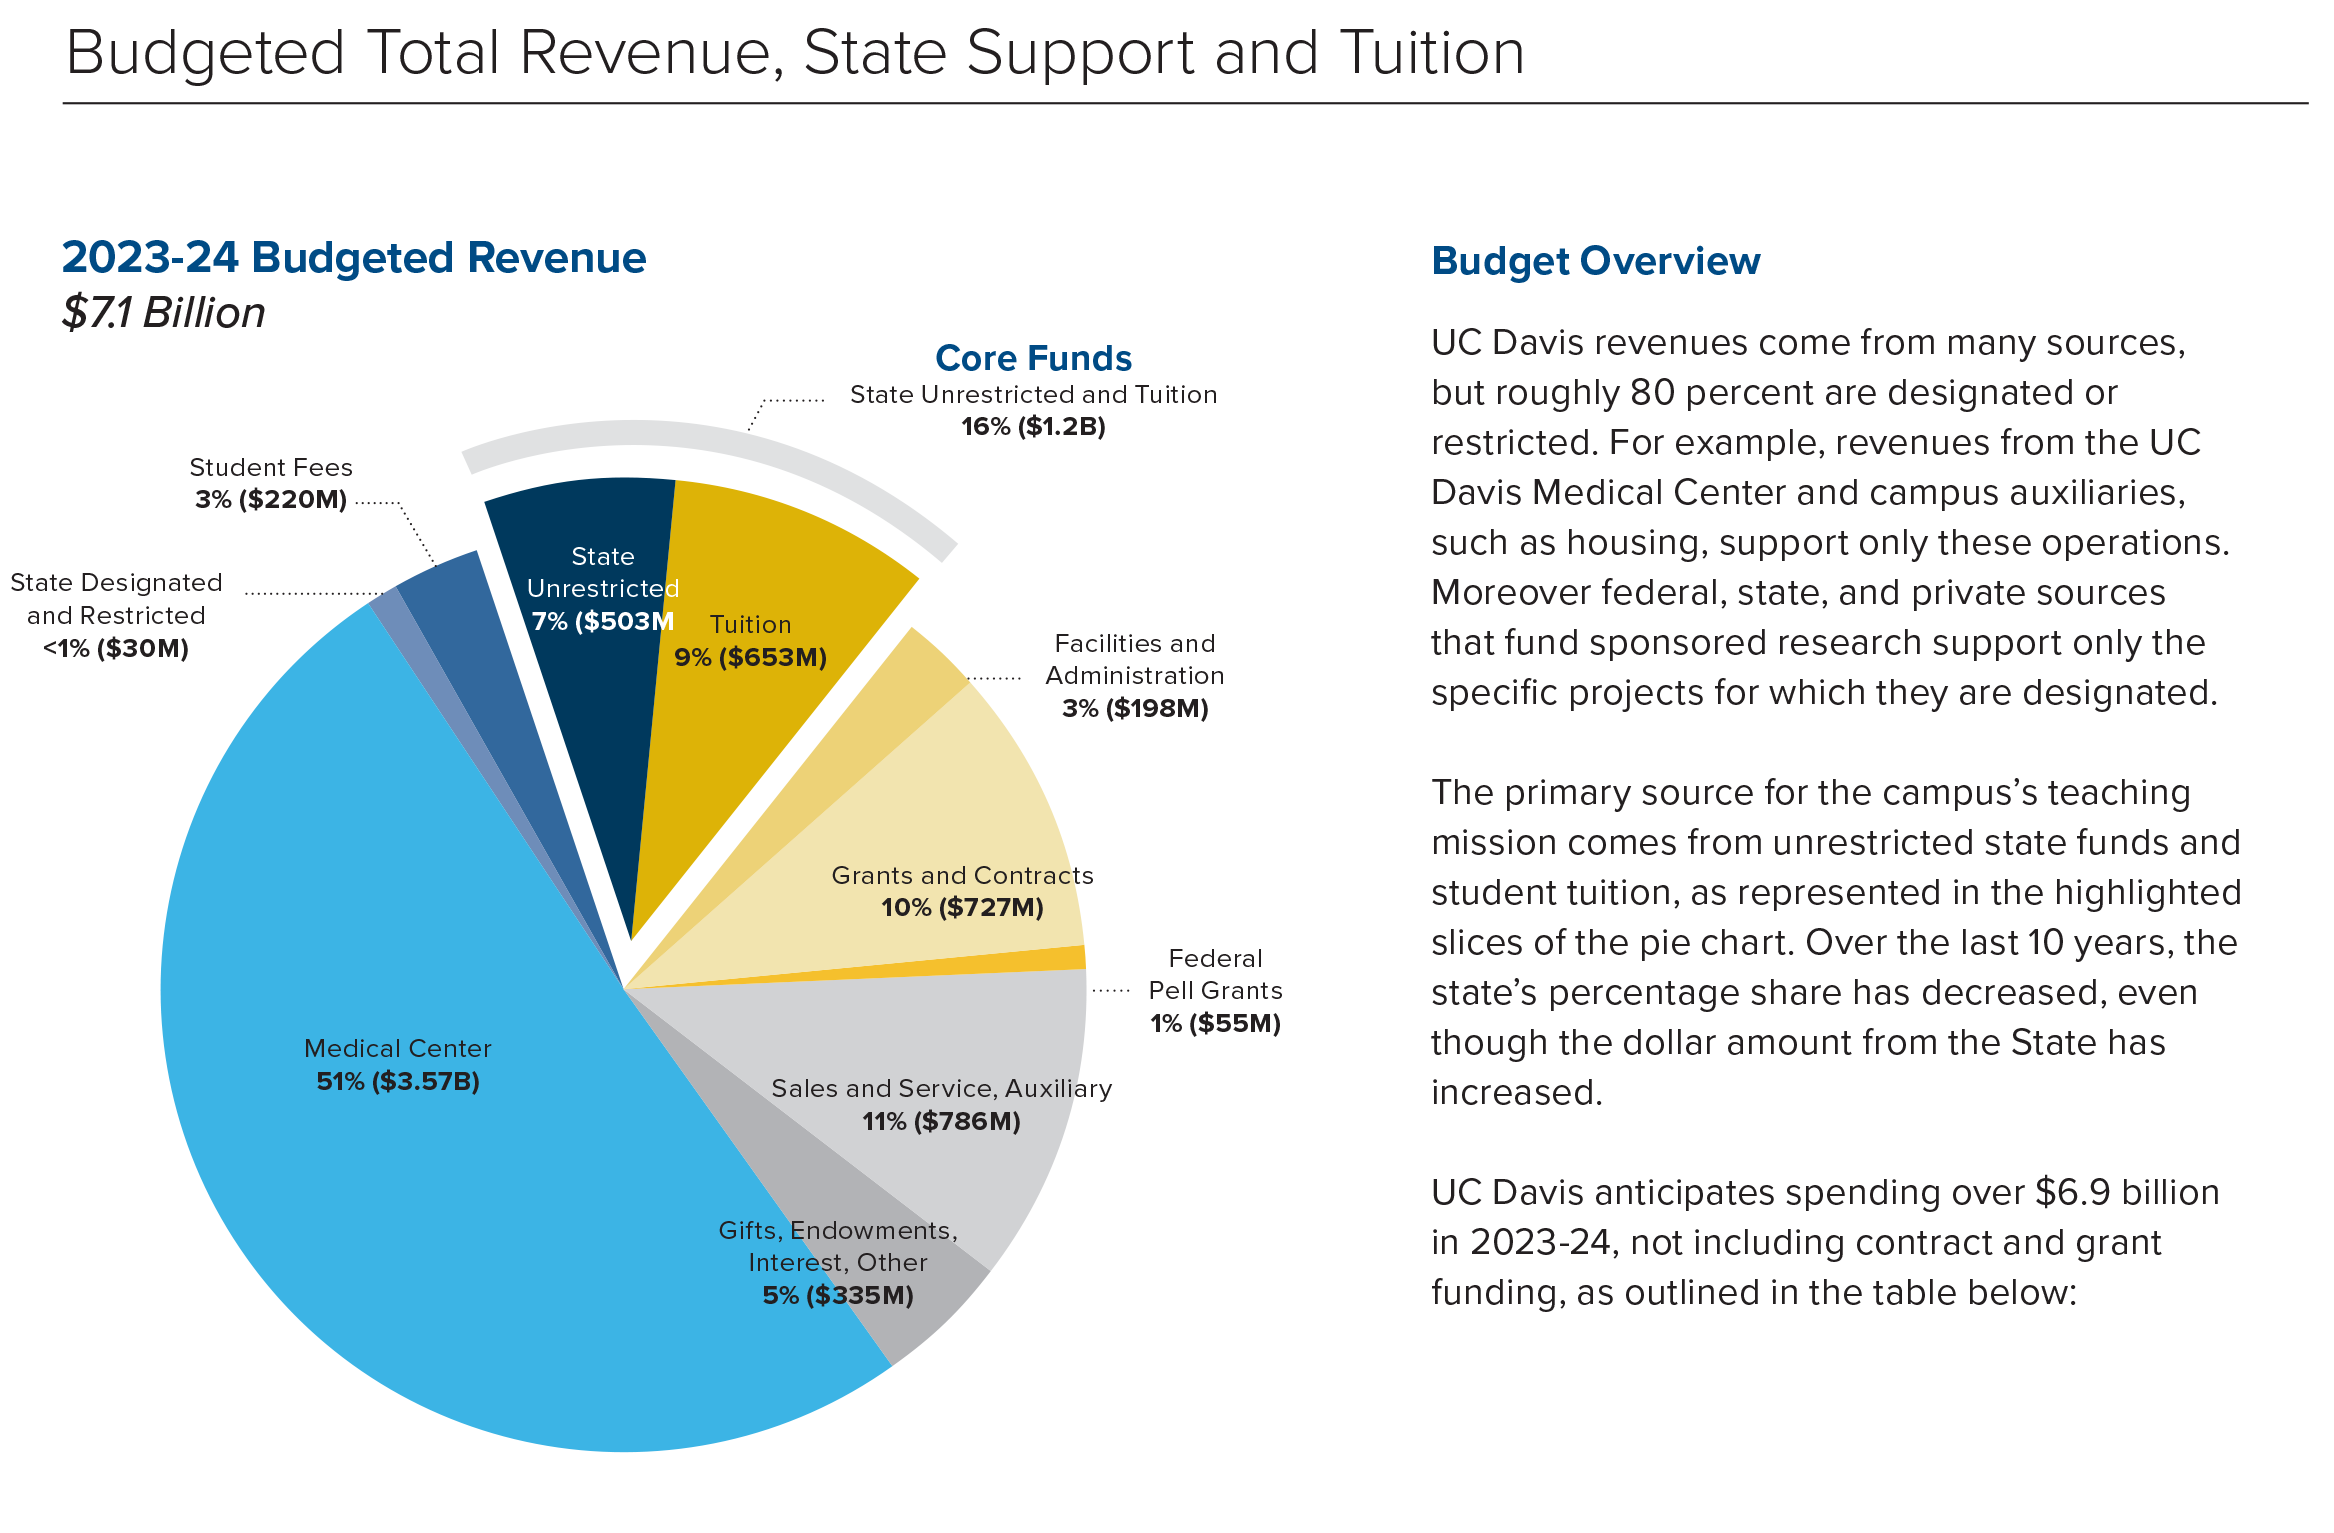 Budgeted Total Revenue, State Support and Tuition
2023-24 Budgeted Revenue
$7.1 Billion
Core Funds
State Unrestricted and Tuition
16% ($1.2B)
Student Fees
3% ($220M)
State Designated
and Restricted
<1% ($30M)
State
Unrestricted
7% ($503M
Tuition
9% ($653M)
Facilities and
Administration
3% ($198M)
Grants and Contracts
10% ($727M)
Federal
Pell Grants
1% ($55M)
Medical Center
51% ($3.57B)
Sales and Service, Auxiliary
11% ($786M)
Gifts, Endowments,
Interest, Other
5% ($335M)
Budget Overview
UC Davis revenues come from many sources,
but roughly 80 percent are designated or
restricted. For example, revenues from the UC
Davis Medical Center and campus auxiliaries,
such as housing, support only these operations.
Moreover federal, state, and private sources
that fund sponsored research support only the
specific projects for which they are designated.
The primary source for the campus’s teaching
mission comes from unrestricted state funds and
student tuition, as represented in the highlighted
slices of the pie chart. Over the last 10 years, the
state’s percentage share has decreased, even
though the dollar amount from the State has
increased.
UC Davis anticipates spending over $6.9 billion
in 2023-24, not including contract and grant
funding, as outlined in the table below: